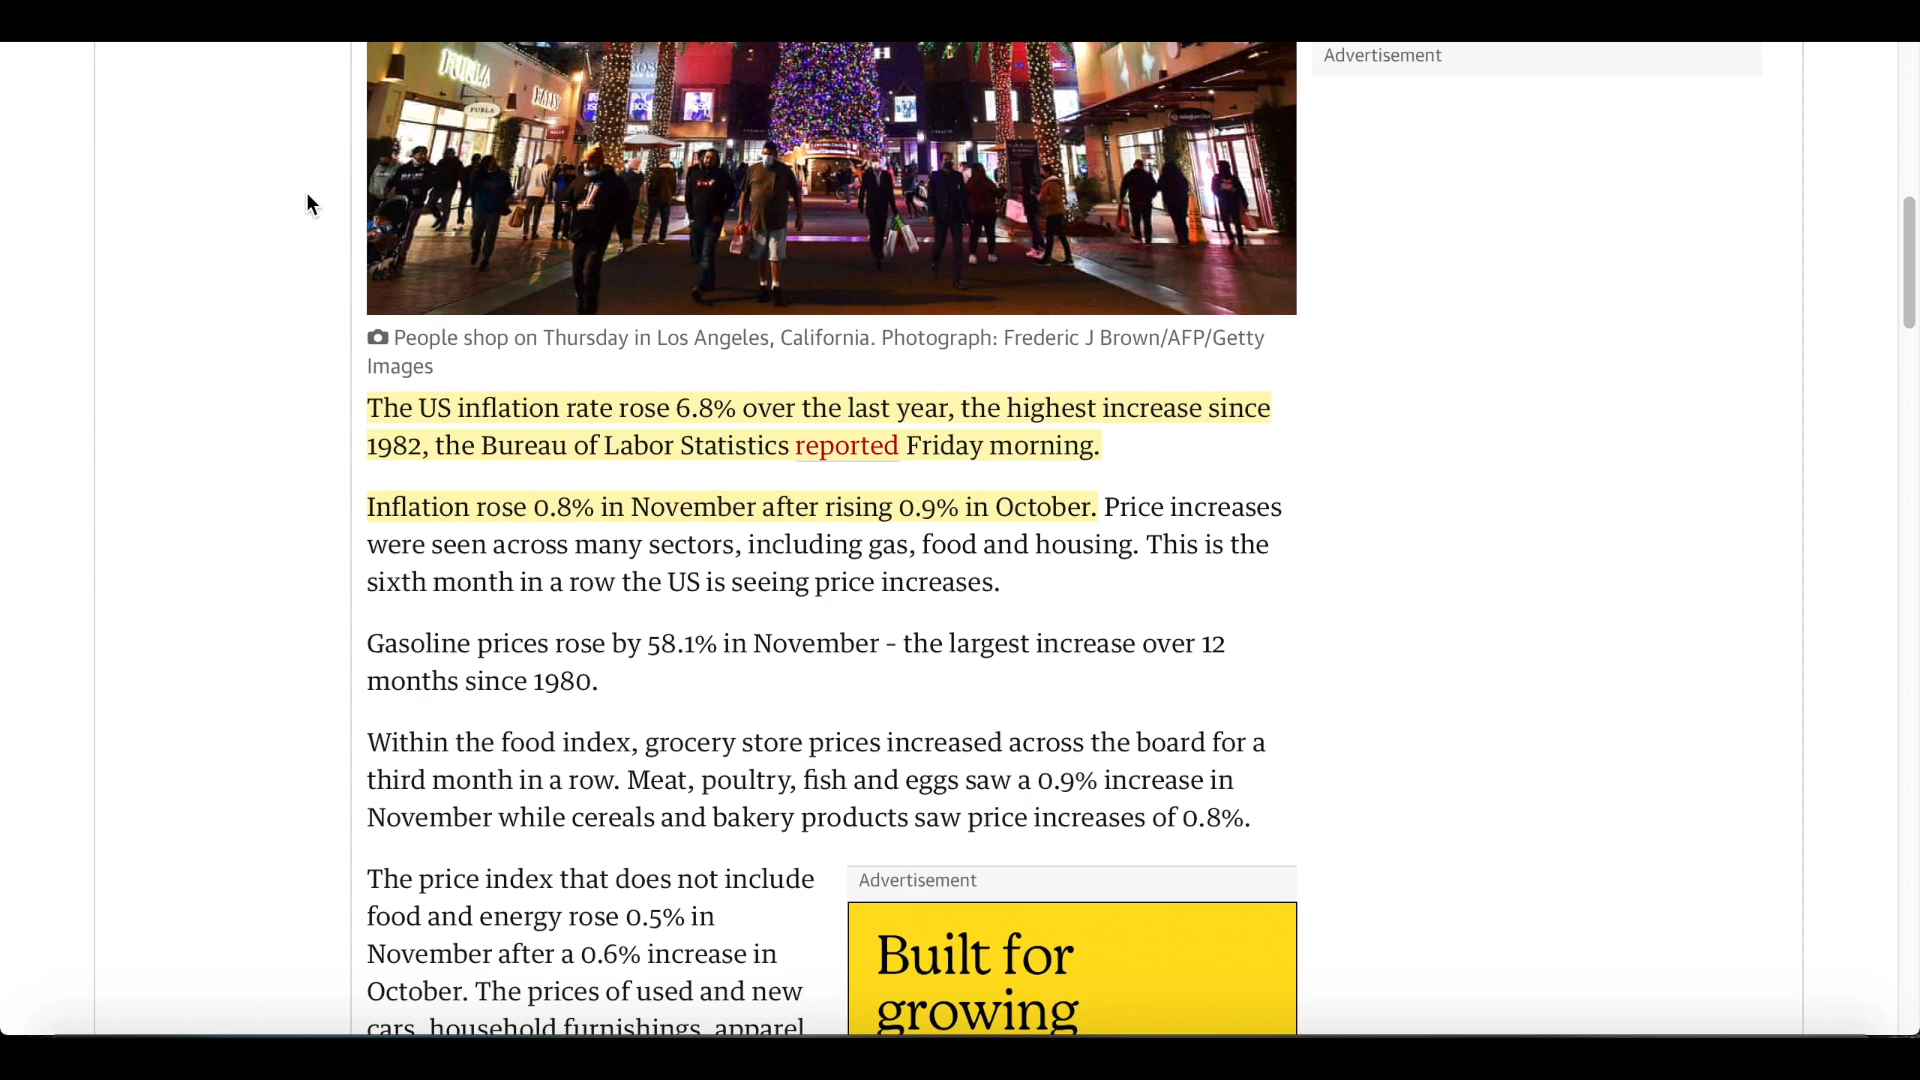 FURLA
FURLA
BALLY
Advertisement
People shop on Thursday in Los Angeles, California. Photograph: Frederic J Brown/AFP/Getty
Images
The US inflation rate rose 6.8% over the last year, the highest increase since
1982, the Bureau of Labor Statistics reported Friday morning.
Inflation rose 0.8% in November after rising 0.9% in October. Price increases
were seen across many sectors, including gas, food and housing. This is the
sixth month in a row the US is seeing price increases.
Gasoline prices rose by 58.1% in November – the largest increase over 12
months since 1980.
Within the food index, grocery store prices increased across the board for a
third month in a row. Meat, poultry, fish and eggs saw a 0.9% increase in
November while cereals and bakery products saw price increases of 0.8%.
The price index that does not include
food and energy rose 0.5% in
November after a 0.6% increase in
October. The prices of used and new
cars, household furnishings, apparel
Advertisement
Built for
growing